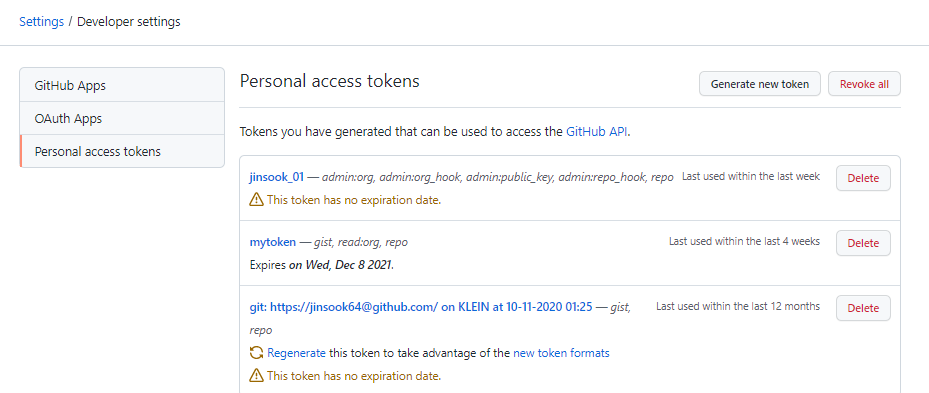 Settings / Developer settings
GitHub Apps
OAuth Apps
Personal access tokens
Personal access tokens
Generate new token
Revoke all
Tokens you have generated that can be used to access the GitHub API.
jinsook_01 — admin:org, admin:org_hook, admin:public_key, admin:repo_hook, repo
Last used within the last week
Delete
This token has no expiration date.
mytoken — gist, read:org, repo
Last used within the last 4 weeks
Delete
Expires on Wed, Dec 8 2021.
git: https://jinsook64@github.com/ on KLEIN at 10-11-2020 01:25 — gist,
repo
Last used within the last 12 months
Delete
Regenerate this token to take advantage of the new token formats
This token has no expiration date.